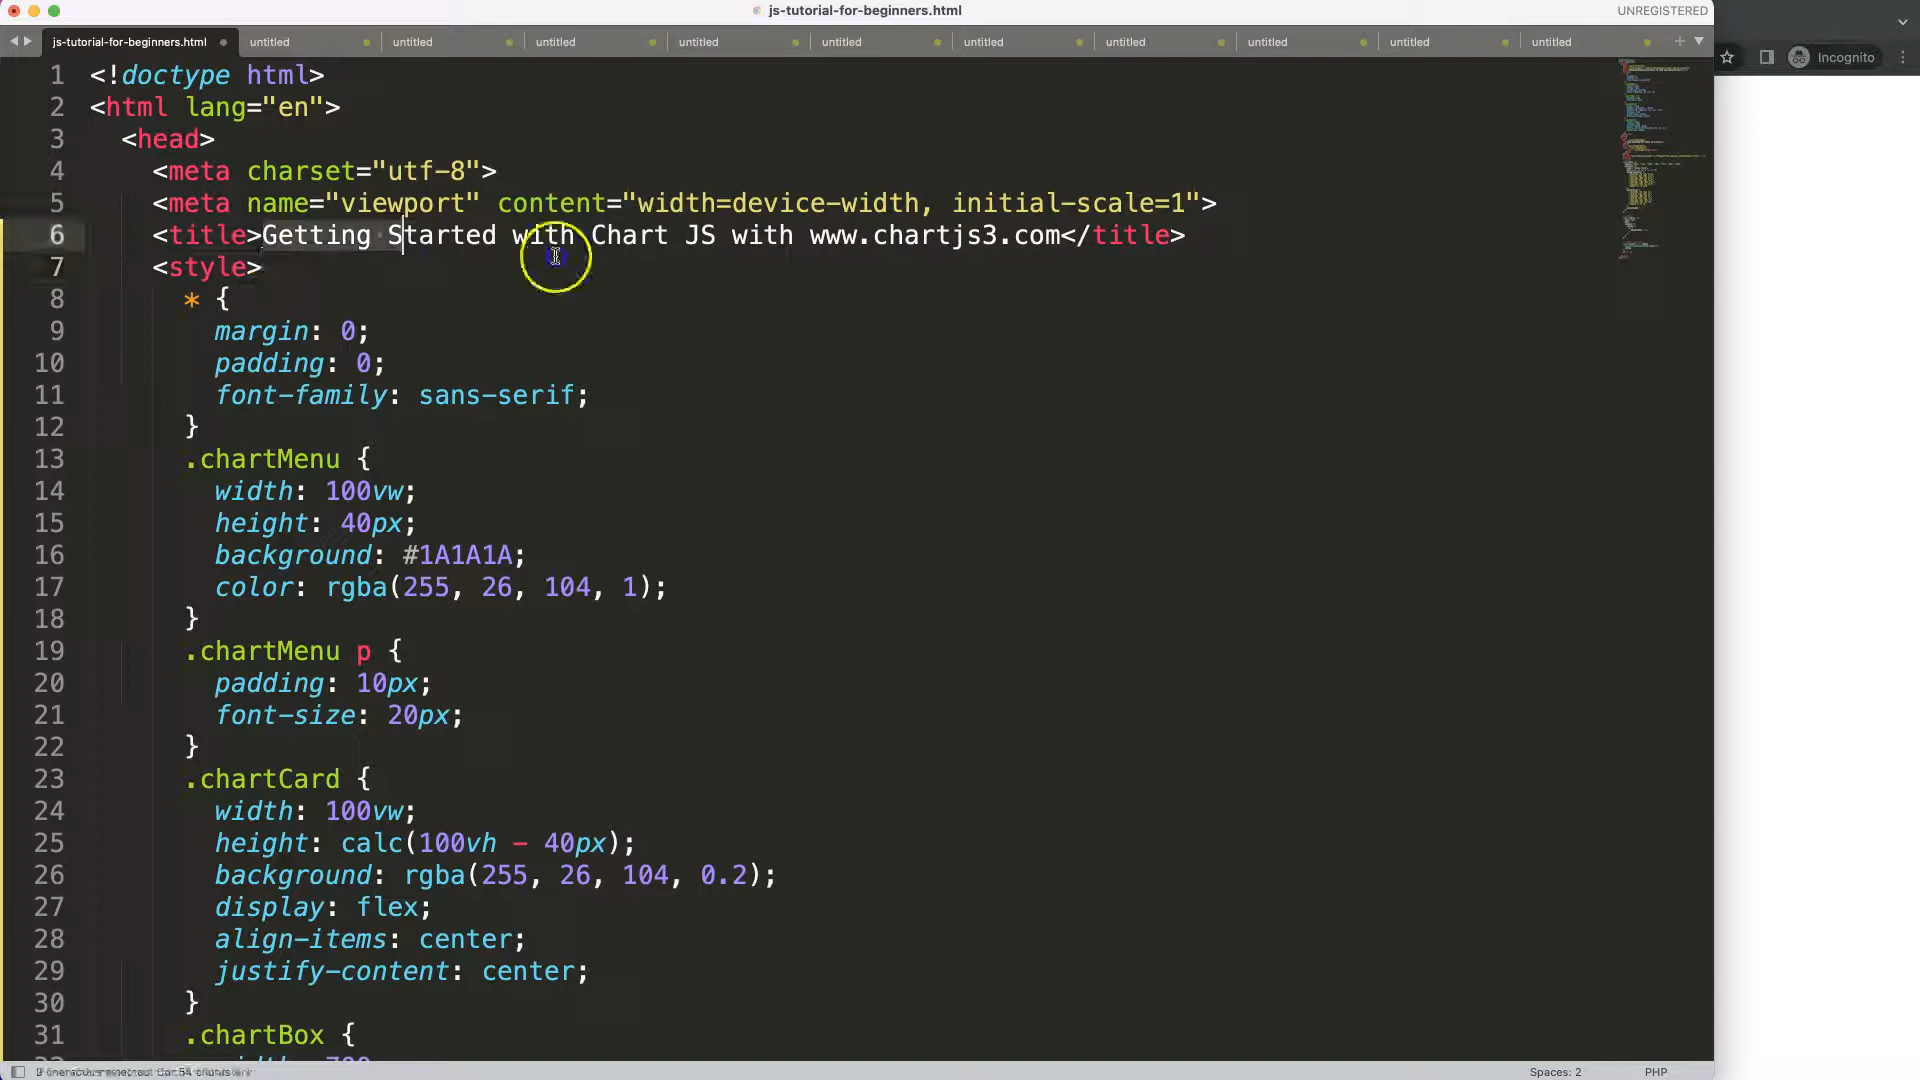 js-tutorial-for-beginners.html
UNREGISTERED
js-tutorial-for-beginners.html untitled untitled untitled untitled untitled untitled untitled untitled untitled untitled
Incognito
1 <!doctype html>
2 <html lang="en">
3 <head>
4 <meta charset="utf-8">
5 <meta name="viewport" content="width=device-width, initial-scale=1">
6 <title>Getting Started with Chart JS with www.chartjs3.com</title>
7 <style>
8 * {
9 margin: 0;
10 padding: 0;
11 font-family: sans-serif;
12 }
13 .chartMenu {
14 width: 100vw;
15 height: 40px;
16 background: #1A1A1A;
17 color: rgba(255, 26, 104, 1);
18 }
19 .chartMenu p {
20 padding: 10px;
21 font-size: 20px;
22 }
23 .chartCard {
24 width: 100vw;
25 height: calc(100vh - 40px);
26 background: rgba(255, 26, 104, 0.2);
27 display: flex;
28 align-items: center;
29 justify-content: center;
30 }
31 .chartBox {
Spaces: 2
PHP